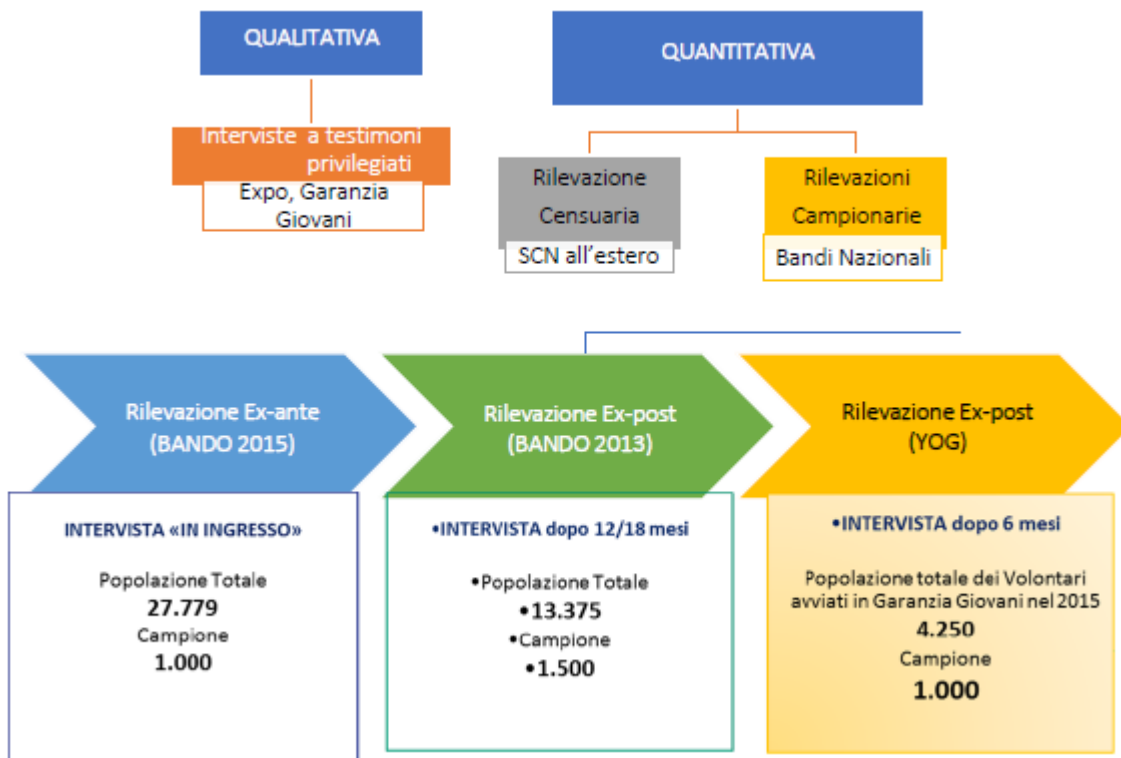 QUALITATIVA
Interviste a testimoni
privilegiati
Expo, Garanzia
Giovani
QUANTITATIVA
Rilevazione
Censuaria
SCN all'estero
Rilevazioni
Campionarie
Bandi Nazionali
Rilevazione Ex-ante
(BANDO 2015)
INTERVISTA «IN INGRESSO»
Popolazione Totale
27.779
Campione
1.000
Rilevazione Ex-post
(BANDO 2013)
•INTERVISTA dopo 12/18 mesi
•Popolazione Totale
•13.375
•Campione
•1.500
Rilevazione Ex-post
(YOG)
•INTERVISTA dopo 6 mesi
Popolazione totale dei Volontari
avviati in Garanzia Giovani nel 2015
4.250
Campione
1.000